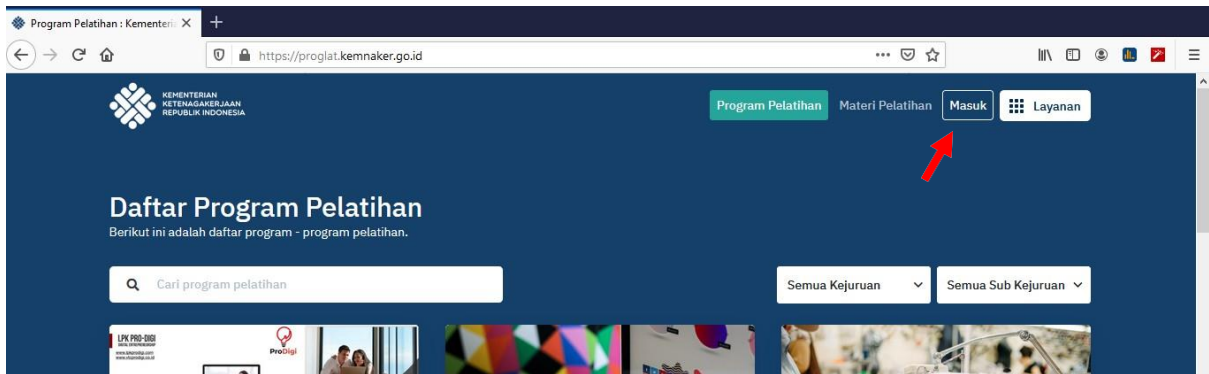 Program Pelatihan : Kementeri
https://proglat.kemnaker.go.id
KEMENTERIAN
KETENAGAKERJAAN
REPUBLIK INDONESIA
Program Pelatihan
Materi Pelatihan
Masuk
Layanan
Daftar Program Pelatihan
Berikut ini adalah daftar program - program pelatihan.
Cari program pelatihan
Semua Kejuruan
Semua Sub Kejuruan
LPK PRO-DIGI
ProDigi